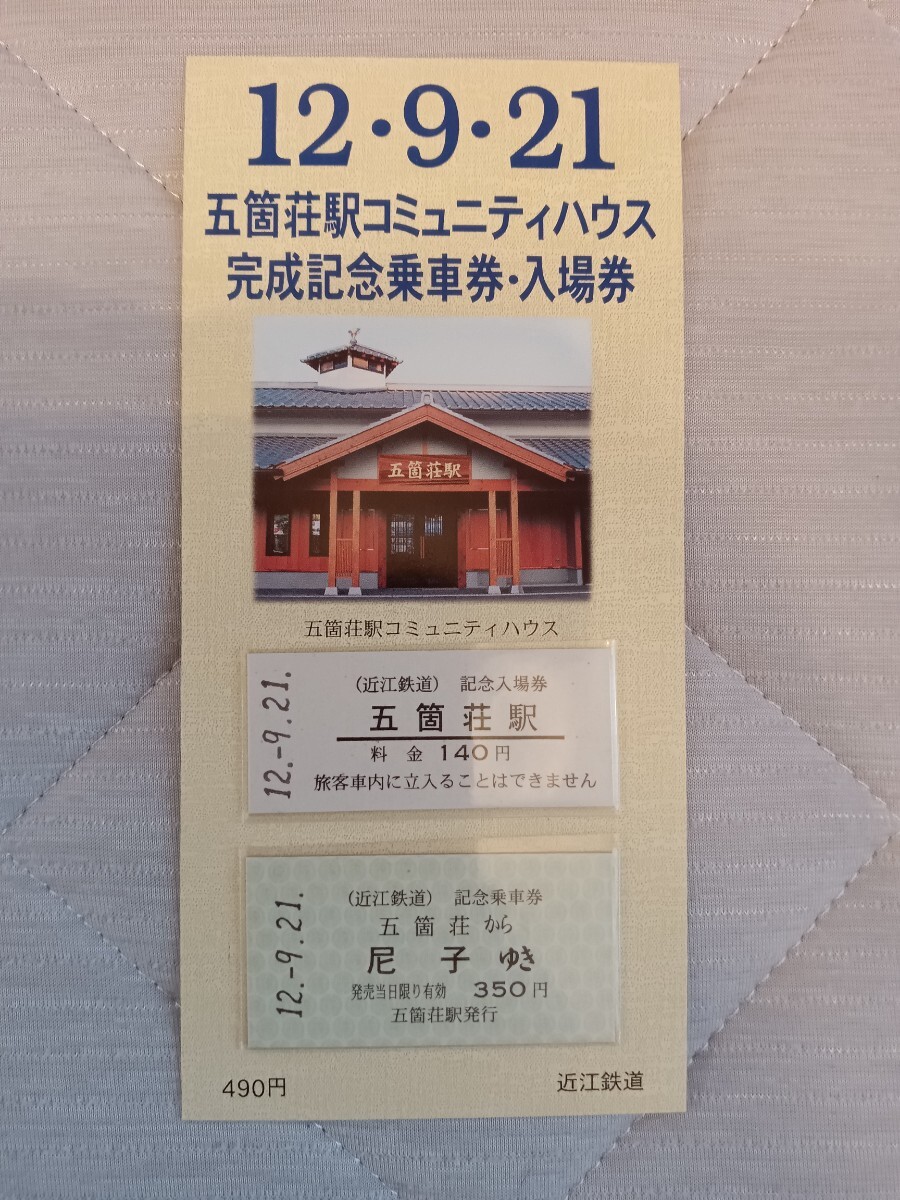 12・9・21
五箇荘駅コミュニティハウス
完成記念乗車券・入場券
五箇荘駅
五箇荘駅コミュニティハウス
12.-9.21.
(近江鉄道) 記念入場券
五箇荘駅
料金 140円
旅客車内に立入ることはできません
12.-9.21.
(近江鉄道) 記念乗車券
五箇荘から
尼子ゆき
発売当日限り有効 350円
五箇荘駅発行
490円
近江鉄道